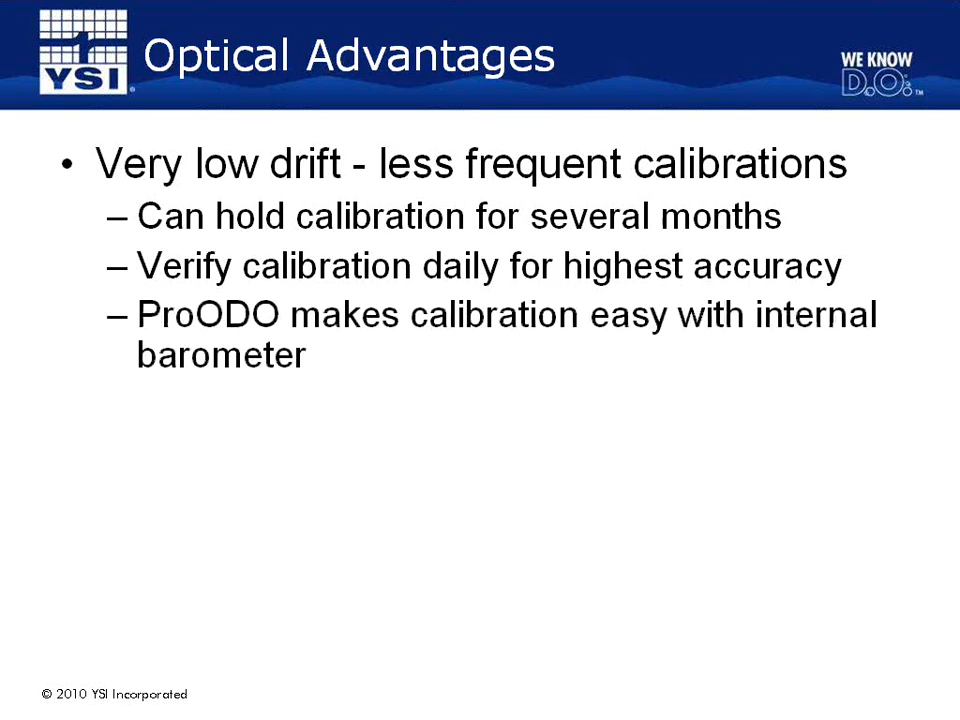 YSI
Optical Advantages
WE KNOW
D.O.™
• Very low drift - less frequent calibrations
– Can hold calibration for several months
– Verify calibration daily for highest accuracy
– ProODO makes calibration easy with internal
barometer
© 2010 YSI Incorporated